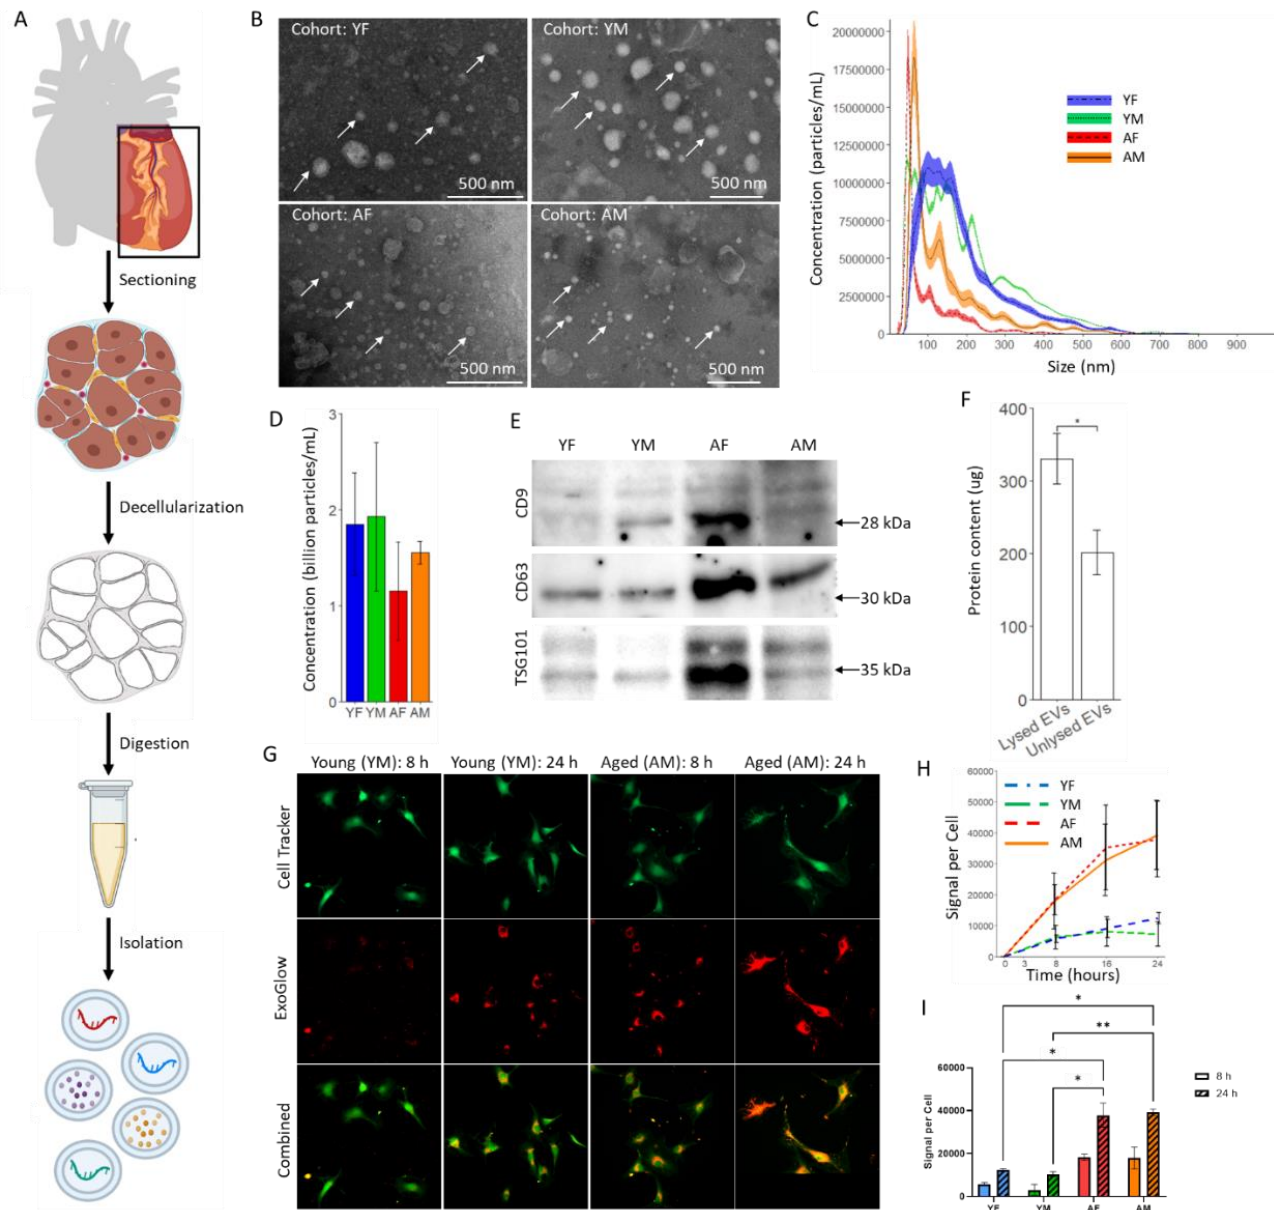 A
Sectioning
Decellularization
Digestion
Isolation
B
Cohort: YF
500 nm
Cohort: YM
500 nm
Cohort: AF
500 nm
Cohort: AM
500 nm
C
Concentration (particles/mL)
20000000
17500000
15000000
12500000
10000000
7500000
5000000
2500000
0
100 200 300 400 500 600 700 800 900
Size (nm)
YF
YM
AF
AM
D
Concentration (billion particles/mL)
3
2
1
0
YF YM AF AM
E
YF YM AF AM
CD9
28 kDa
CD63
30 kDa
TSG101
35 kDa
F
Protein content (ug)
400
300
200
100
0
*
Lysed EVs
Unlysed EVs
G
Young (YM): 8 h
Young (YM): 24 h
Aged (AM): 8 h
Aged (AM): 24 h
Cell Tracker
ExoGlow
Combined
H
Signal per Cell
60000
50000
40000
30000
20000
10000
0
0 3 8 16 24
Time (hours)
YF
YM
AF
AM
I
Signal per Cell
60000
40000
20000
0
*
**
*
*
8 h
24 h
YF YM AF AM